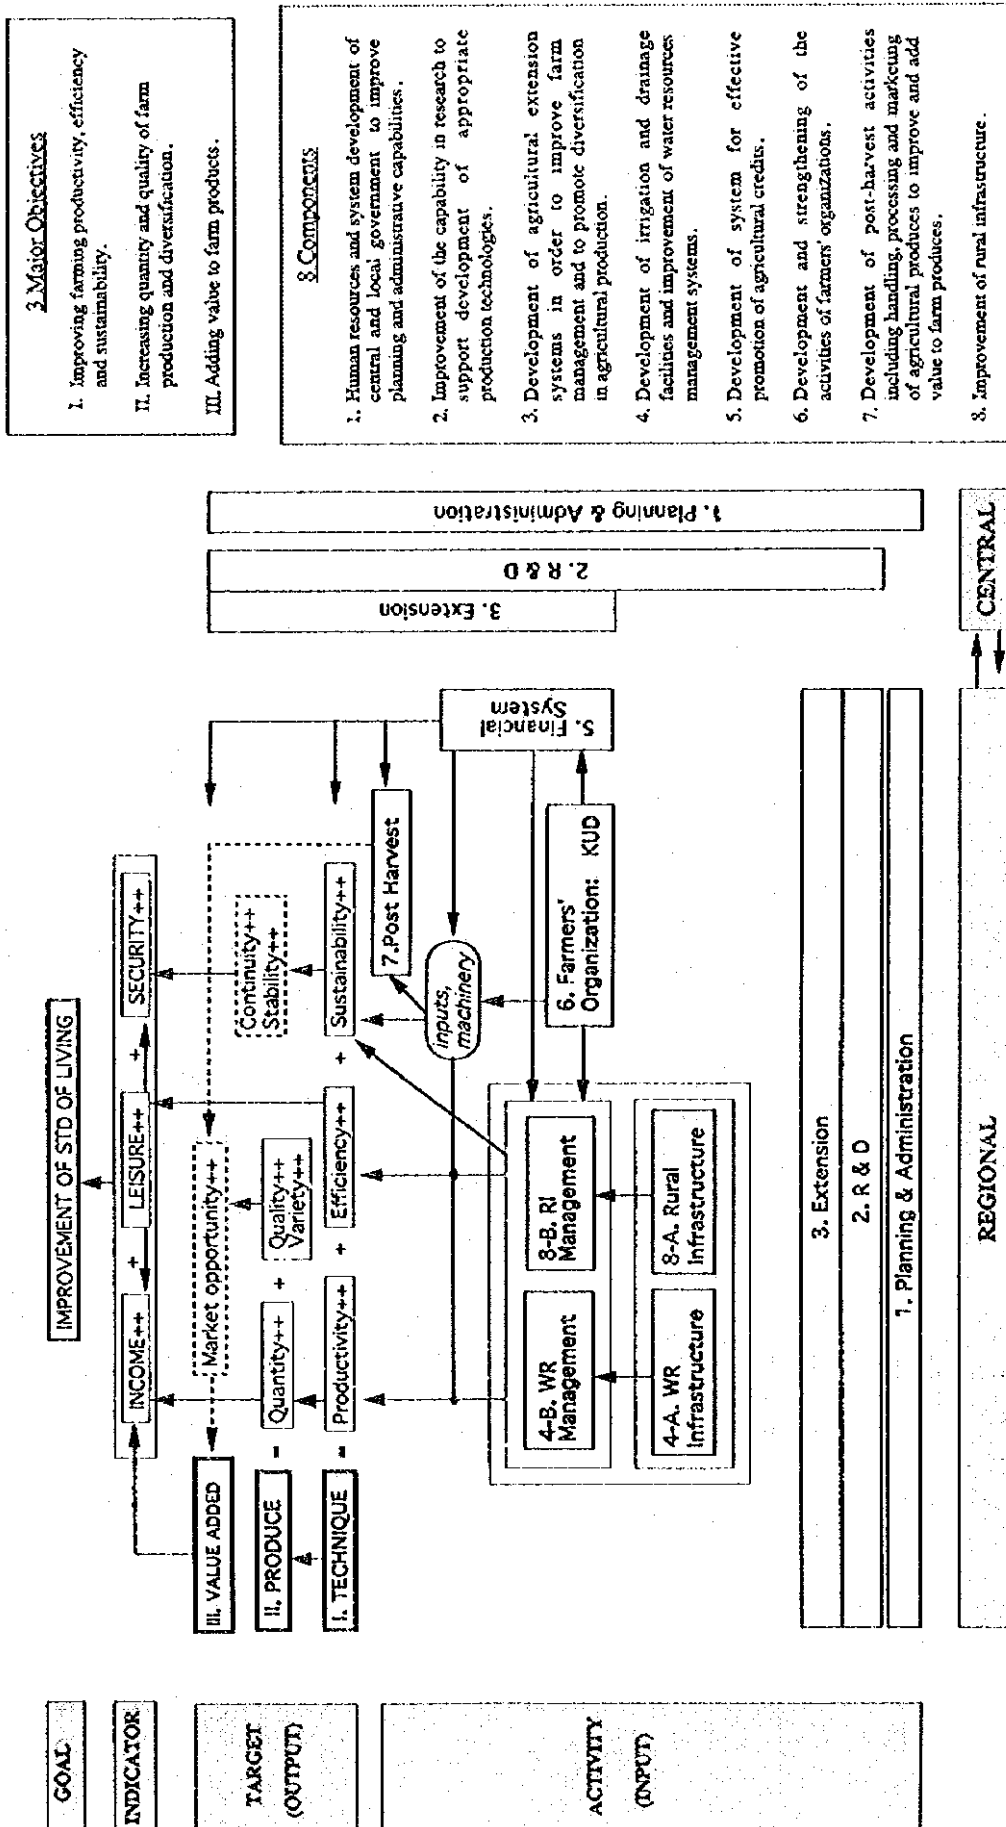 GOAL
INDICATOR
TARGET
(OUTPUT)
ACTIVITY
(INPUT)
IMPROVEMENT OF STD OF LIVING
INCOME++
+
LEISURE++
+
SECURITY++
III. VALUE ADDED
Market opportunity++
Continuity++
Stability++
II. PRODUCE
=
Quantity++
+
Quality++
Variety++
I. TECHNIQUE
=
Productivity++
+
Efficiency++
+
Sustainability++
7.Post Harvest
inputs,
machinery
5. Financial
System
4-B. WR
Management
8-B. RI
Management
6. Farmers'
Organization: KUD
4-A. WR
Infrastructure
8-A. Rural
Infrastructure
3. Extension
2. R & D
1. Planning & Administration
REGIONAL
CENTRAL
3. Extension
2. R & D
1. Planning & Administration
3 Major Objectives
I. Improving farming productivity, efficiency
and sustainability.
II. Increasing quantity and quality of farm
production and diversification.
III. Adding value to farm products.
8 Components
1. Human resources and system development of
central and local government to improve
planning and administrative capabilities.
2. Improvement of the capability in research to
support development of appropriate
production technologies.
3. Development of agricultural extension
systems in order to improve farm
management and to promote diversification
in agricultural production.
4. Development of irrigation and drainage
facilities and improvement of water resources
management systems.
5. Development of system for effective
promotion of agricultural credits.
6. Development and strengthening of the
activities of farmers' organizations.
7. Development of post-harvest activities
including handling, processing and marketing
of agricultural produces to improve and add
value to farm produces.
8. Improvement of rural infrastructure.